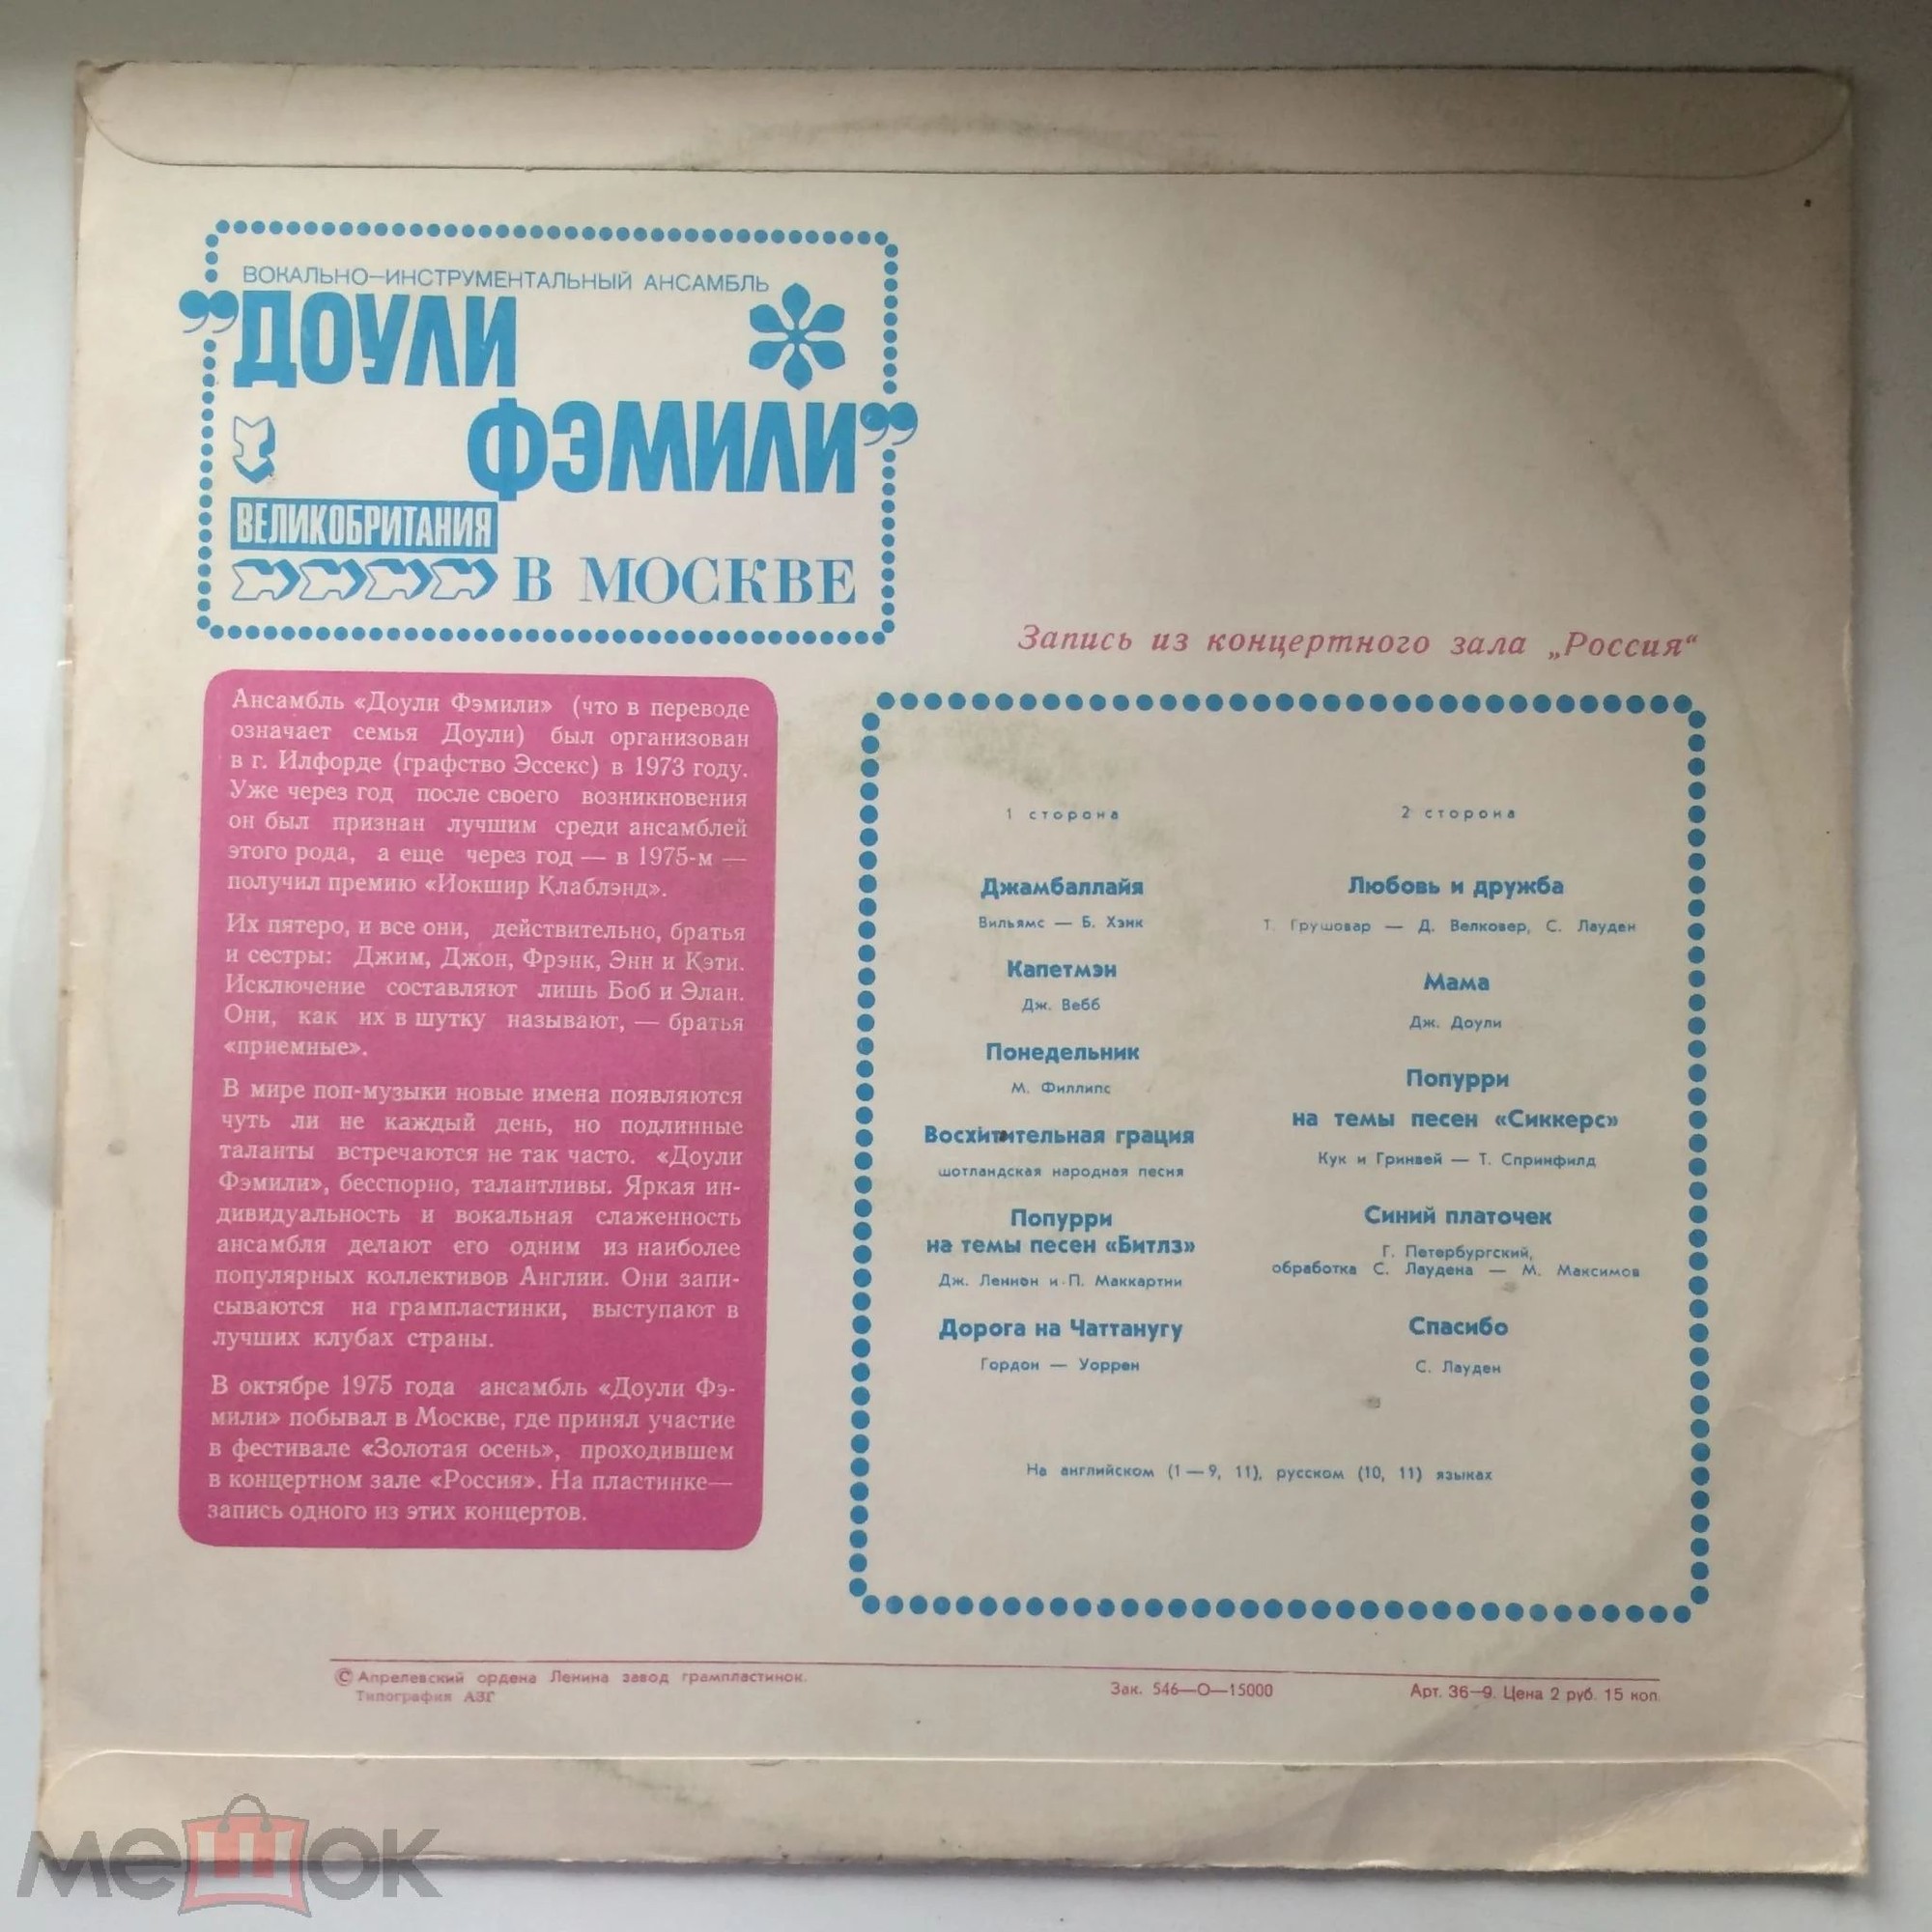 ВОКАЛЬНО—ИНСТРУМЕНТАЛЬНЫЙ АНСАМБЛЬ
„ДОУЛИ
ФЭМИЛИ”
ВЕЛИКОБРИТАНИЯ
В МОСКВЕ
Запись из концертного зала „Россия“
Ансамбль «Доули Фэмили» (что в переводе
означает семья Доули) был организован
в г. Илфорде (графство Эссекс) в 1973 году.
Уже через год после своего возникновения
он был признан лучшим среди ансамблей
этого рода, а еще через год — в 1975-м —
получил премию «Иокшир Клаблэнд».
Их пятеро, и все они, действительно, братья
и сестры: Джим, Джон, Фрэнк, Энн и Кэти.
Исключение составляют лишь Боб и Элан.
Они, как их в шутку называют, — братья
«приемные».
В мире поп-музыки новые имена появляются
чуть ли не каждый день, но подлинные
таланты встречаются не так часто. «Доули
Фэмили», бесспорно, талантливы. Яркая ин-
дивидуальность и вокальная слаженность
ансамбля делают его одним из наиболее
популярных коллективов Англии. Они запи-
сываются на грампластинки, выступают в
лучших клубах страны.
В октябре 1975 года ансамбль «Доули Фэ-
мили» побывал в Москве, где принял участие
в фестивале «Золотая осень», проходившем
в концертном зале «Россия». На пластинке—
запись одного из этих концертов.
1 сторона
Джамбаллайя
Вильямс — Б. Хэнк
Капетмэн
Дж. Вебб
Понедельник
М. Филлипс
Восхитительная грация
шотландская народная песня
Попурри
на темы песен «Битлз»
Дж. Леннон и П. Маккартни
Дорога на Чаттанугу
Гордон — Уоррен
2 сторона
Любовь и дружба
Т. Грушовар — Д. Велковер, С. Лауден
Мама
Дж. Доули
Попурри
на темы песен «Сиккерс»
Кук и Гринвей — Т. Спринфилд
Синий платочек
Г. Петербургский,
обработка С. Лаудена — М. Максимов
Спасибо
С. Лауден
На английском (1—9, 11), русском (10, 11) языках
© Апрелевский ордена Ленина завод грампластинок.
Типография АЗГ
Зак. 546—О—15000
Арт. 36—9. Цена 2 руб. 15 коп.
мешок